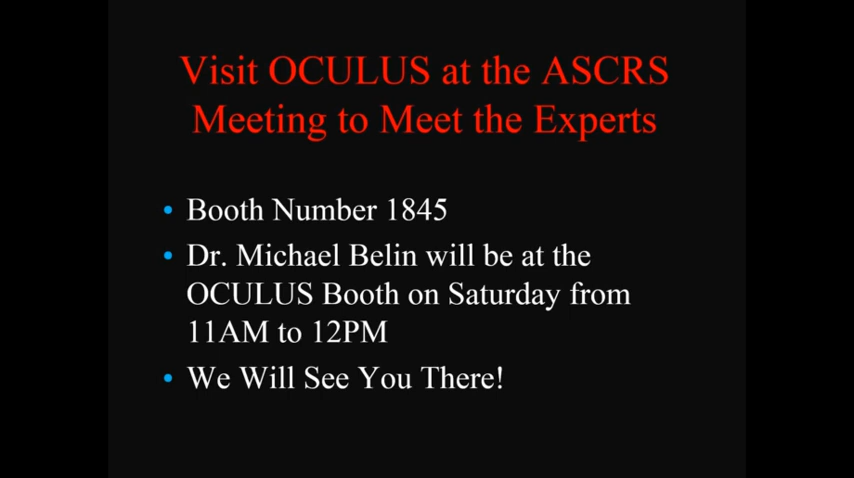 Visit OCULUS at the ASCRS
Meeting to Meet the Experts
• Booth Number 1845
• Dr. Michael Belin will be at the
OCULUS Booth on Saturday from
11AM to 12PM
• We Will See You There!